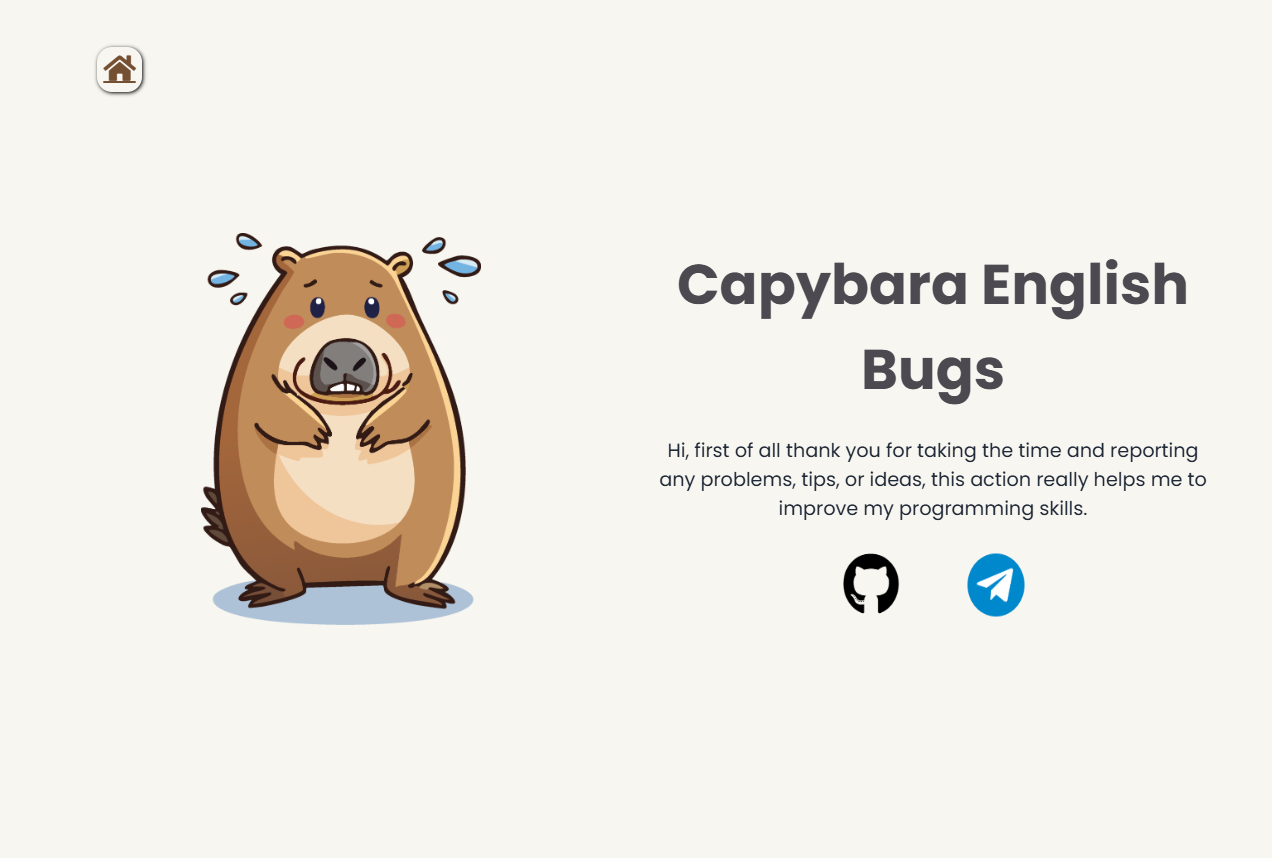 Capybara English
Bugs
Hi, first of all thank you for taking the time and reporting
any problems, tips, or ideas, this action really helps me to
improve my programming skills.